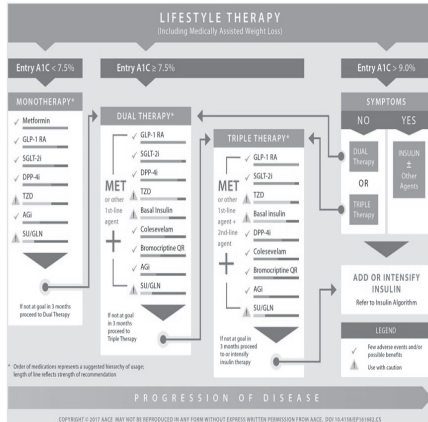 LIFESTYLE THERAPY
(Including Medically Assisted Weight Loss)
Entry A1C < 7.5%
Entry A1C ≥ 7.5%
Entry A1C > 9.0%
MONOTHERAPY*
Metformin
GLP-1 RA
SGLT-2i
DPP-4i
TZD
AGi
SU/GLN
If not at goal in 3 months
proceed to Dual Therapy
DUAL THERAPY*
GLP-1 RA
SGLT-2i
DPP-4i
TZD
Basal Insulin
Colesevelam
Bromocriptine QR
AGi
SU/GLN
MET
or other
1st-line
agent
+
If not at goal
in 3 months
proceed to
Triple Therapy
TRIPLE THERAPY*
GLP-1 RA
SGLT-2i
TZD
Basal insulin
DPP-4i
Colesevelam
Bromocriptine QR
AGi
SU/GLN
MET
or other
1st-line
agent +
2nd-line
agent
+
If not at goal in
3 months proceed
to or intensify
insulin therapy
SYMPTOMS
NO
YES
DUAL
Therapy
OR
TRIPLE
Therapy
INSULIN
±
Other
Agents
ADD OR INTENSIFY
INSULIN
Refer to Insulin Algorithm
LEGEND
Few adverse events and/or
possible benefits
Use with caution
* Order of medications represents a suggested hierarchy of usage;
length of line reflects strength of recommendation
PROGRESSION OF DISEASE
COPYRIGHT © 2017 AACE MAY NOT BE REPRODUCED IN ANY FORM WITHOUT EXPRESS WRITTEN PERMISSION FROM AACE. DOI 10.4158/EP161682.CS